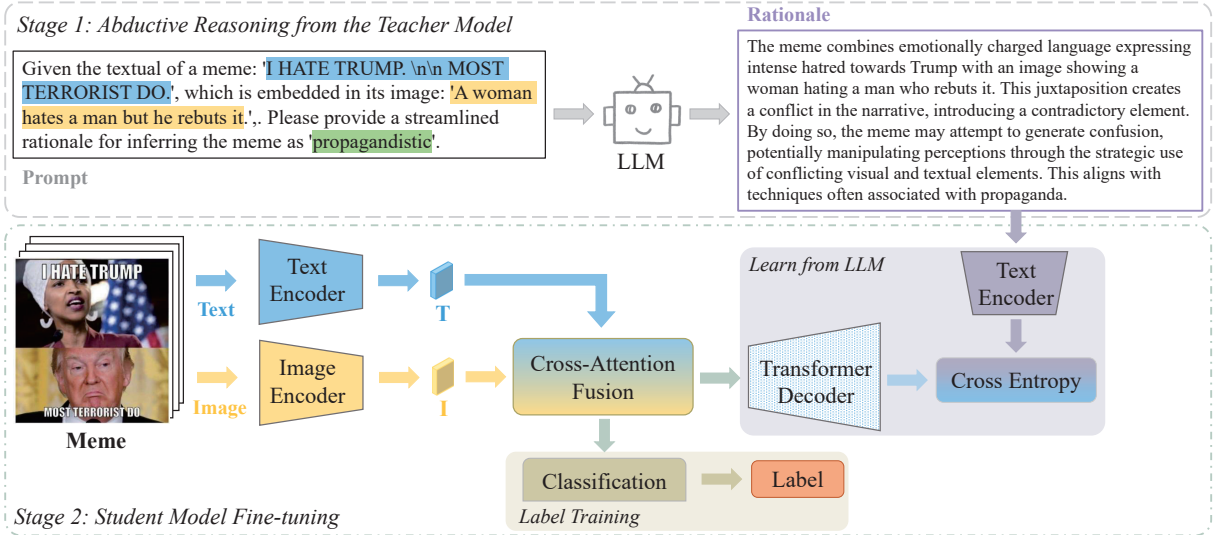 Stage 1: Abductive Reasoning from the Teacher Model
Given the textual of a meme: 'I HATE TRUMP. \n\n MOST
TERRORIST DO.', which is embedded in its image: 'A woman
hates a man but he rebuts it.',. Please provide a streamlined
rationale for inferring the meme as 'propagandistic'.
Prompt
LLM
Rationale
The meme combines emotionally charged language expressing
intense hatred towards Trump with an image showing a
woman hating a man who rebuts it. This juxtaposition creates
a conflict in the narrative, introducing a contradictory element.
By doing so, the meme may attempt to generate confusion,
potentially manipulating perceptions through the strategic use
of conflicting visual and textual elements. This aligns with
techniques often associated with propaganda.
I HATE TRUMP
MOST TERRORIST DO
Meme
Text
Text
Encoder
T
Image
Image
Encoder
I
Cross-Attention
Fusion
Learn from LLM
Text
Encoder
Transformer
Decoder
Cross Entropy
Classification
Label
Label Training
Stage 2: Student Model Fine-tuning